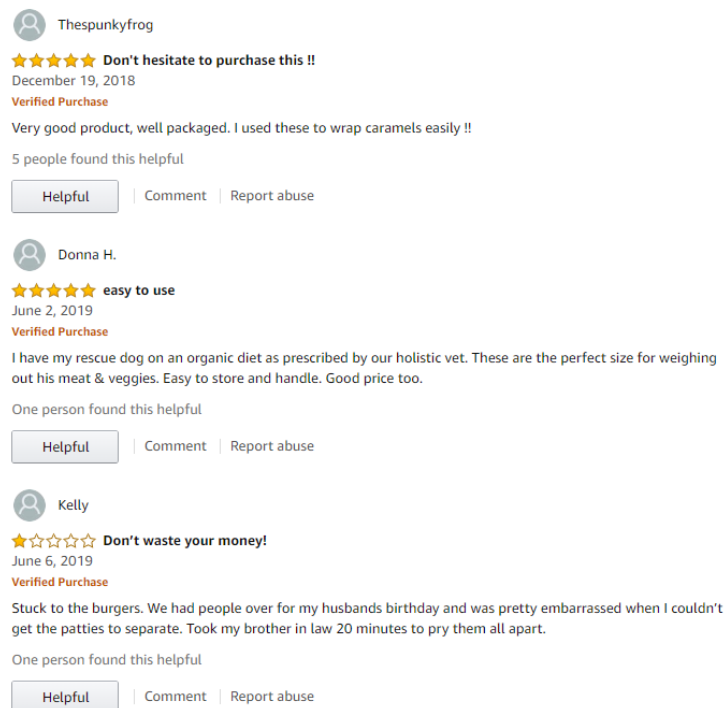 Thespunkyfrog
Don't hesitate to purchase this !!
December 19, 2018
Verified Purchase
Very good product, well packaged. I used these to wrap caramels easily !!
5 people found this helpful
Helpful Comment Report abuse
Donna H.
easy to use
June 2, 2019
Verified Purchase
I have my rescue dog on an organic diet as prescribed by our holistic vet. These are the perfect size for weighing
out his meat & veggies. Easy to store and handle. Good price too.
One person found this helpful
Helpful Comment Report abuse
Kelly
Don’t waste your money!
June 6, 2019
Verified Purchase
Stuck to the burgers. We had people over for my husbands birthday and was pretty embarrassed when I couldn’t
get the patties to separate. Took my brother in law 20 minutes to pry them all apart.
One person found this helpful
Helpful Comment Report abuse